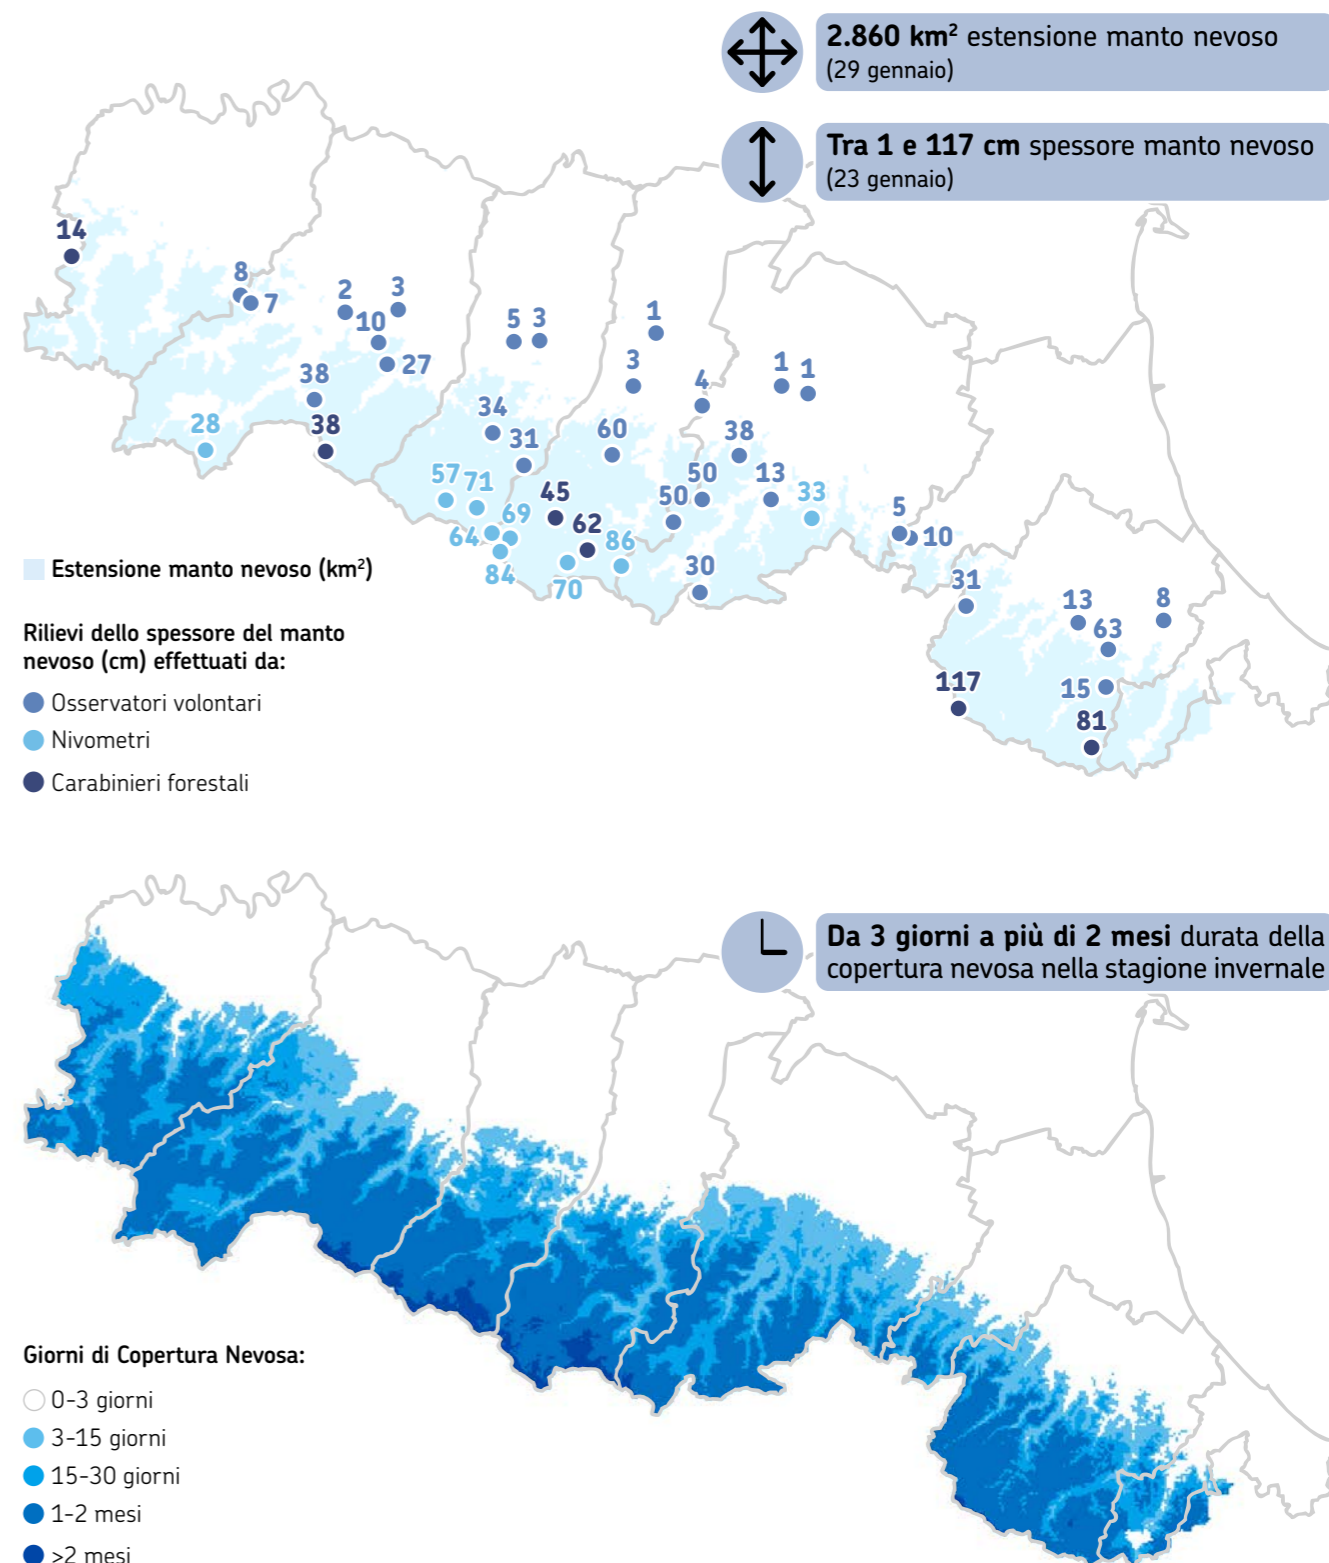 2.860 km² estensione manto nevoso
(29 gennaio)
Tra 1 e 117 cm spessore manto nevoso
(23 gennaio)
14
8
7
2
3
10
27
38
28
38
5
3
34
31
57
71
69
64
84
1
3
4
60
45
62
86
70
50
50
38
13
33
30
1
1
5
10
31
13
63
8
15
117
81
Estensione manto nevoso (km²)
Rilievi dello spessore del manto
nevoso (cm) effettuati da:
Osservatori volontari
Nivometri
Carabinieri forestali
Da 3 giorni a più di 2 mesi durata della
copertura nevosa nella stagione invernale
Giorni di Copertura Nevosa:
0-3 giorni
3-15 giorni
15-30 giorni
1-2 mesi
>2 mesi